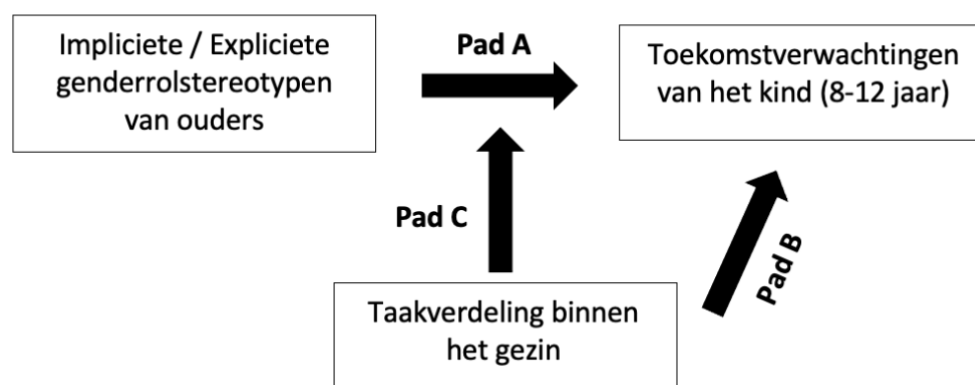 Impliciete / Expliciete
genderrolstereotypen
van ouders
Pad A
Toekomstverwachtingen
van het kind (8-12 jaar)
Pad C
Pad B
Taakverdeling binnen
het gezin